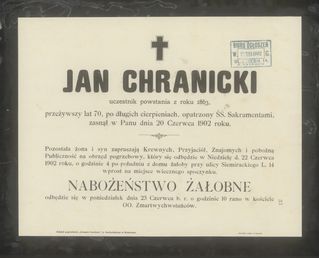 BIURO OGŁOSZEŃ
JAN CHRANICKI
uczestnik powstania z roku 1863,
przeżywszy lat 70, po długich cierpieniach, opatrzony ŚŚ. Sakramentami,
zasnął w Panu dnia 20 Czerwca 1902 roku.
Pozostała żona i syn zapraszają Krewnych, Przyjaciół, Znajomych i pobożną
Publiczność na obrzęd pogrzebowy, który się odbędzie w Niedzielę d. 22 Czerwca
1902 roku, o godzinie 4 po południu z domu żałoby przy ulicy Siemirackiego L. 14
wprost na miejsce wiecznego spoczynku.
NABOŻEŃSTWO ŻAŁOBNE
odbędzie się w poniedziałek dnia 23 Czerwca b. r. o godzinie 10 rano w kościele
OO. Zmartwychwstańców.